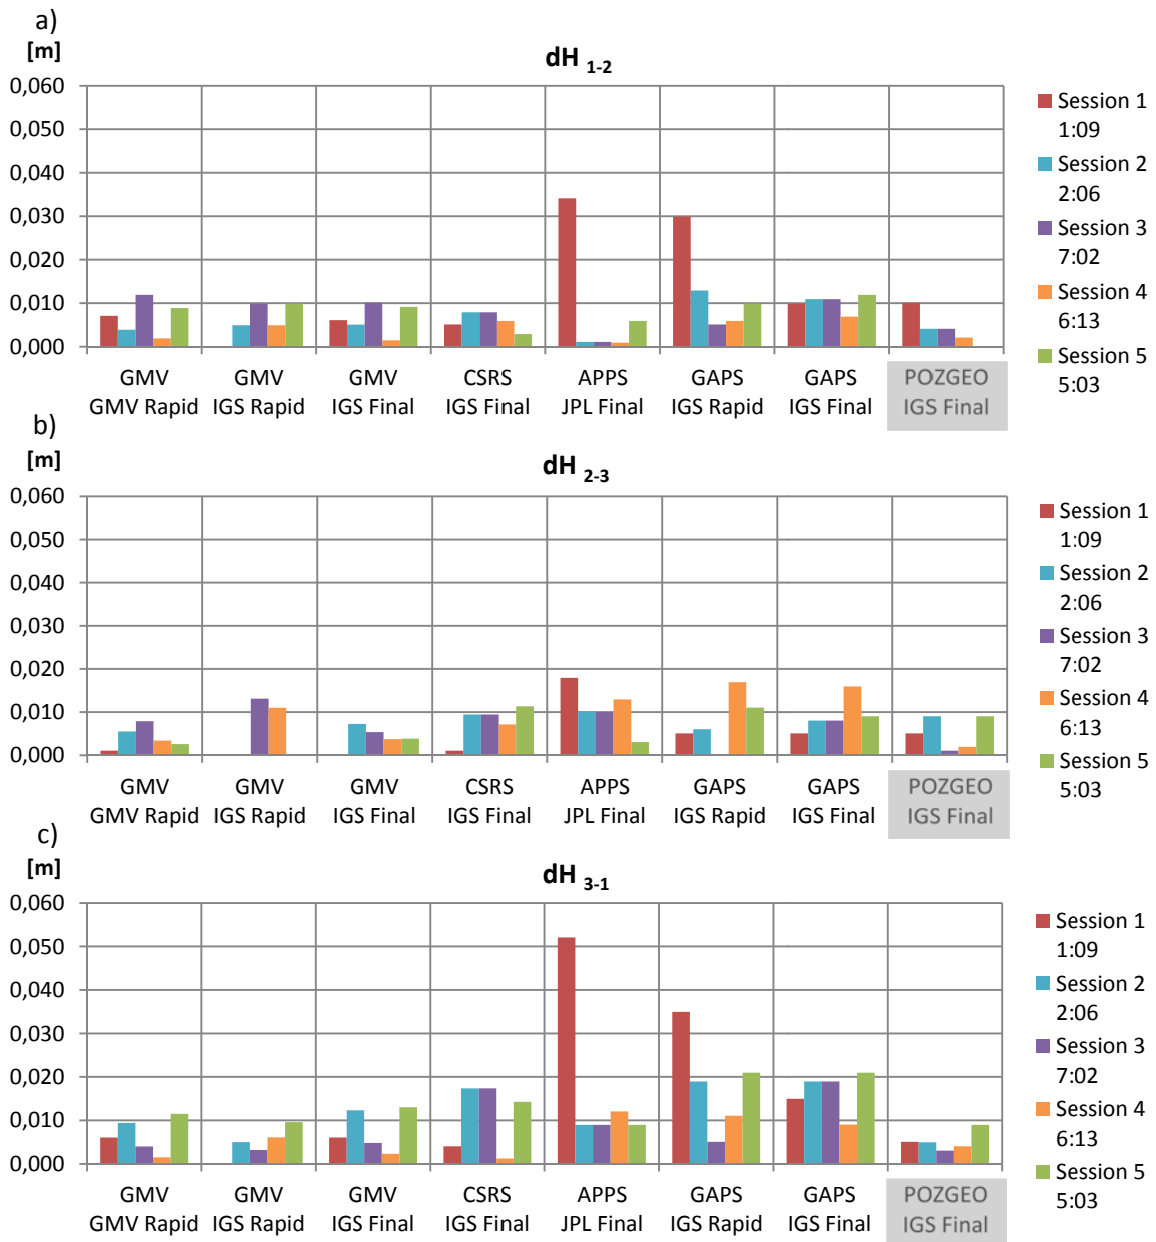 a)
[m]
dH 1-2
0,060
0,050
0,040
0,030
0,020
0,010
0,000
GMV GMV GMV CSRS APPS GAPS GAPS POZGEO
GMV Rapid IGS Rapid IGS Final IGS Final JPL Final IGS Rapid IGS Final IGS Final
Session 1
1:09
Session 2
2:06
Session 3
7:02
Session 4
6:13
Session 5
5:03
b)
[m]
dH 2-3
0,060
0,050
0,040
0,030
0,020
0,010
0,000
GMV GMV GMV CSRS APPS GAPS GAPS POZGEO
GMV Rapid IGS Rapid IGS Final IGS Final JPL Final IGS Rapid IGS Final IGS Final
Session 1
1:09
Session 2
2:06
Session 3
7:02
Session 4
6:13
Session 5
5:03
c)
[m]
dH 3-1
0,060
0,050
0,040
0,030
0,020
0,010
0,000
GMV GMV GMV CSRS APPS GAPS GAPS POZGEO
GMV Rapid IGS Rapid IGS Final IGS Final JPL Final IGS Rapid IGS Final IGS Final
Session 1
1:09
Session 2
2:06
Session 3
7:02
Session 4
6:13
Session 5
5:03